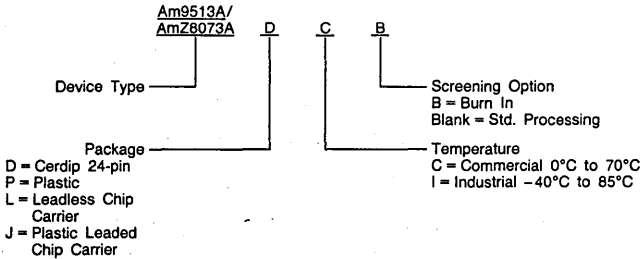 Am9513A/
AmZ8073A D C B
Device Type
Screening Option
B = Burn In
Blank = Std. Processing
Package
D = Cerdip 24-pin
P = Plastic
L = Leadless Chip
Carrier
J = Plastic Leaded
Chip Carrier
Temperature
C = Commercial 0°C to 70°C
I = Industrial –40°C to 85°C